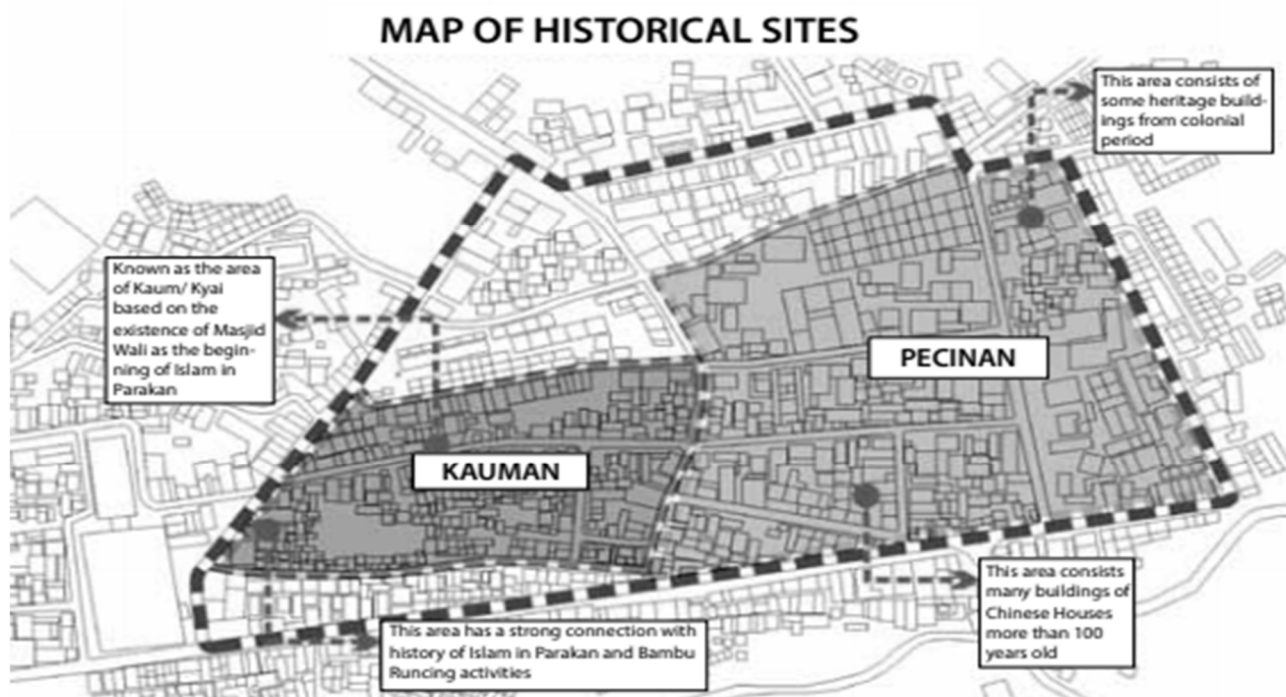 MAP OF HISTORICAL SITES
This area consists of
some heritage build-
ings from colonial
period
Known as the area
of Kaum/ Kyai
based on the
existence of Masjid
Wali as the begin-
ning of Islam in
Parakan
PECINAN
KAUMAN
This area consists
many buildings of
Chinese Houses
more than 100
years old
This area has a strong connection with
history of Islam in Parakan and Bambu
Runcing activities